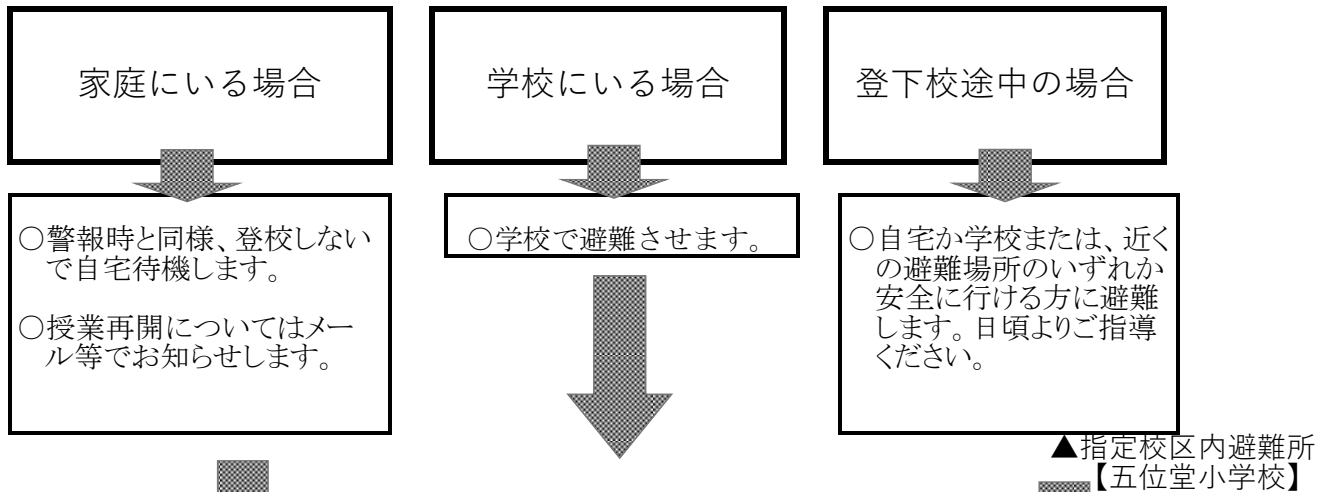 家庭にいる場合
○警報時と同様、登校しない
で自宅待機します。
○授業再開についてはメー
ル等でお知らせします。
学校にいる場合
○学校で避難させます。
登下校途中の場合
○自宅か学校または、近く
の避難場所のいずれか
安全に行ける方に避難
します。日頃よりご指導
ください。
▲指定校区内避難所
【五位堂小学校】